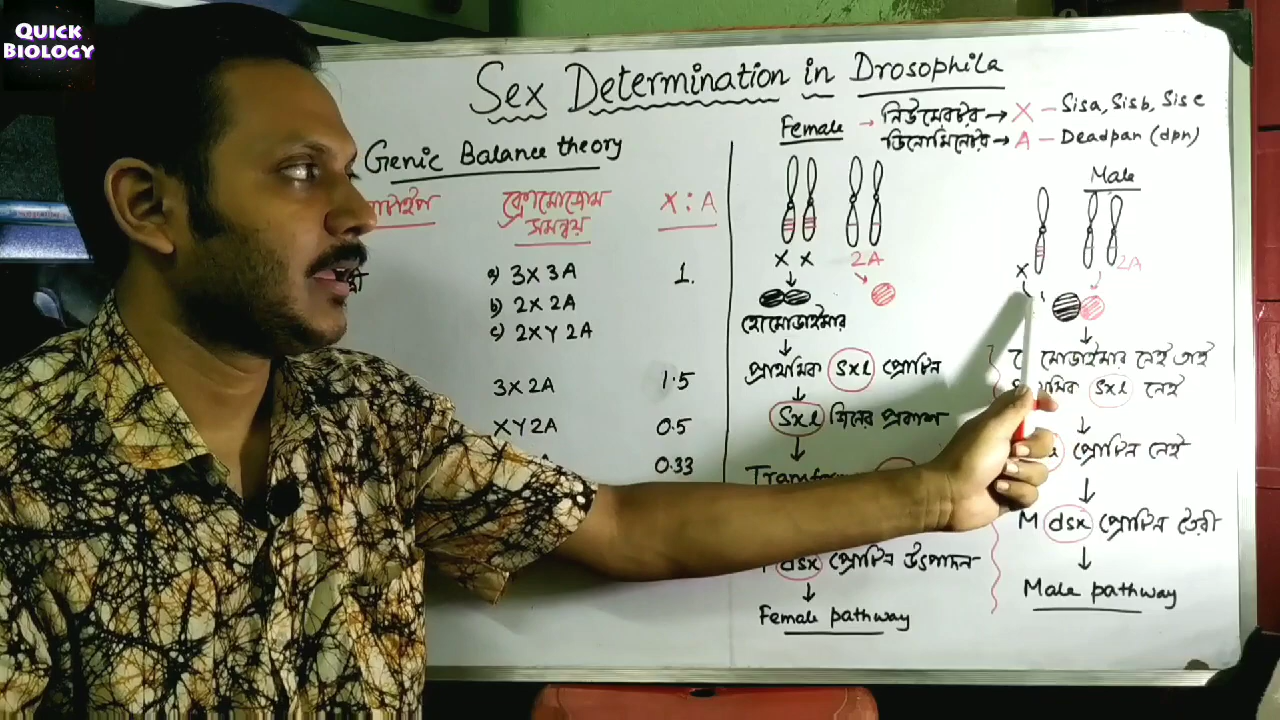 QUICK
BIOLOGY
Sex Determination in Drosophila
Genic Balance theory
ক্রোমোজোম
সমন্বয়
X : A
a) 3X 3A
1.
b) 2X 2A
c) 2XY 2A
3X 2A
1.5
XY2A
0.5
0.33
Female → নিউমেরেটর → X – Sisa, Sisb, Sisc
ডিনোমিনেটর → A – Deadpan (dpn)
X X
2A
হোমোডাইমার
প্রাথমিক Sxl প্রোটিন
Sxl জিনের প্রকাশ
dsx প্রোটিন উৎপাদন
Female pathway
Male
X
2A
নেই তাই
Sxl নেই
প্রোটিন নেই
M dsx প্রোটিন তৈরী
Male pathway